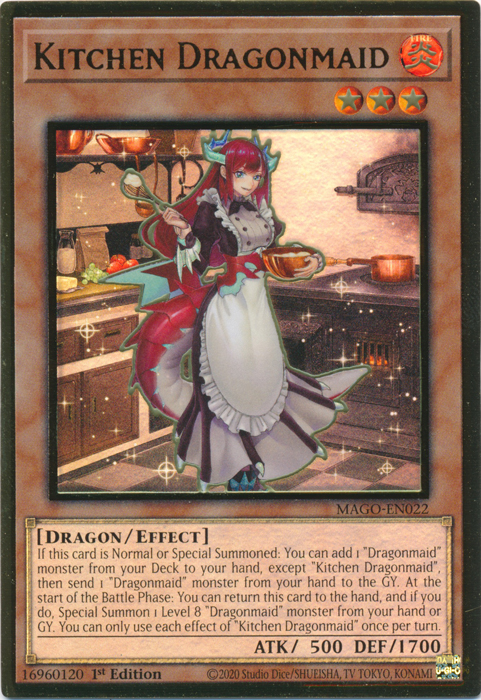 KITCHEN DRAGONMAID
FIRE
炎
MAGO-EN022
[DRAGON/EFFECT]
If this card is Normal or Special Summoned: You can add 1 "Dragonmaid"
monster from your Deck to your hand, except "Kitchen Dragonmaid",
then send 1 "Dragonmaid" monster from your hand to the GY. At the
start of the Battle Phase: You can return this card to the hand, and if you
do, Special Summon 1 Level 8 "Dragonmaid" monster from your hand or
GY. You can only use each effect of "Kitchen Dragonmaid" once per turn.
ATK/ 500 DEF/1700
16960120 1st Edition ©2020 Studio Dice/SHUEISHA, TV TOKYO, KONAMI